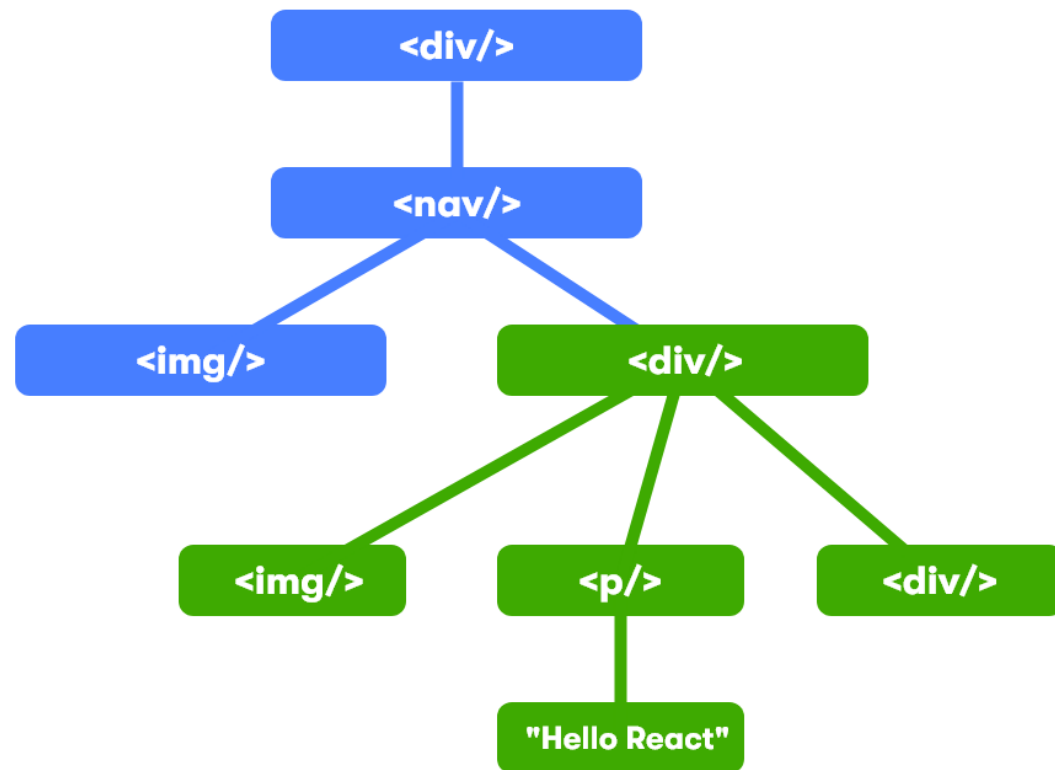 <div/>
<nav/>
<img/>
<div/>
<img/>
<p/>
<div/>
"Hello React"